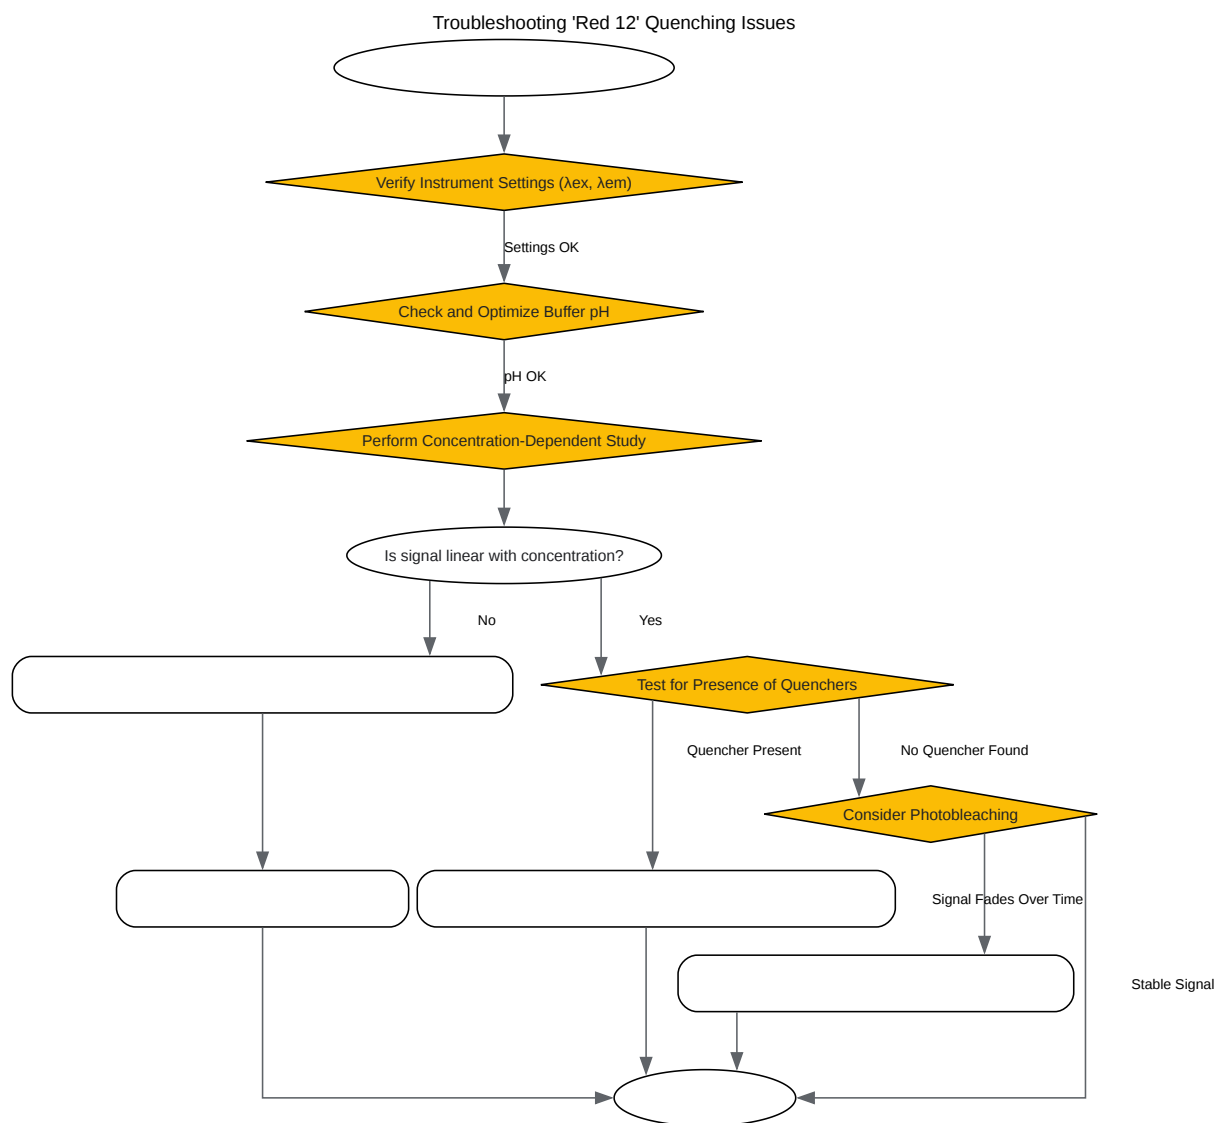 Troubleshooting 'Red 12' Quenching Issues
Verify Instrument Settings (λex, λem)
Settings OK
Check and Optimize Buffer pH
pH OK
Perform Concentration-Dependent Study
Is signal linear with concentration?
No
Yes
Test for Presence of Quenchers
Quencher Present
No Quencher Found
Consider Photobleaching
Signal Fades Over Time
Stable Signal